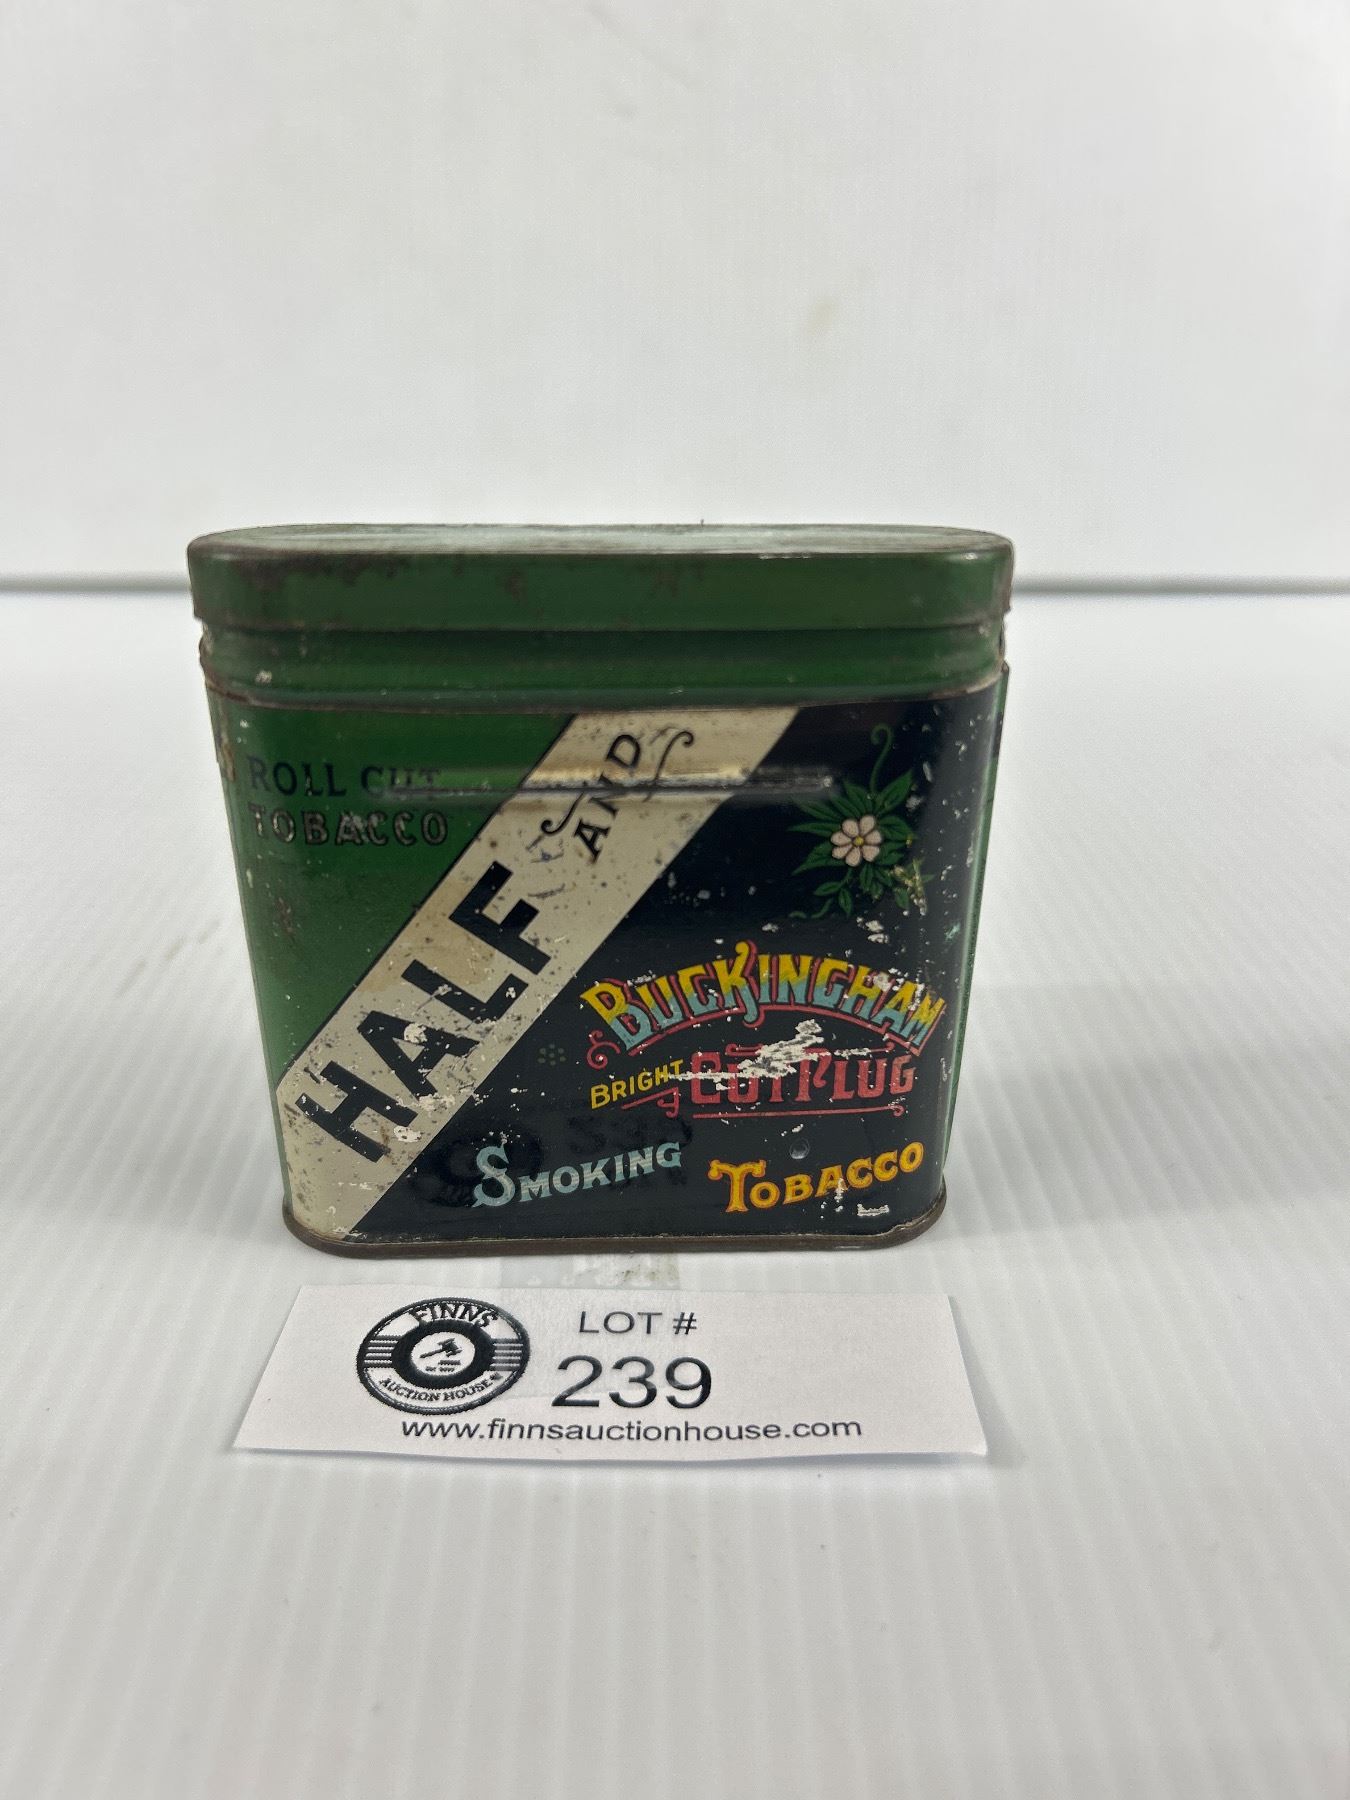 ROLL CUT
TOBACCO
HALF AND
BUCKINGHAM
BRIGHT CUT PLUG
SMOKING TOBACCO
FINNS
AUCTION HOUSE
LOT #
239
www.finnsauctionhouse.com